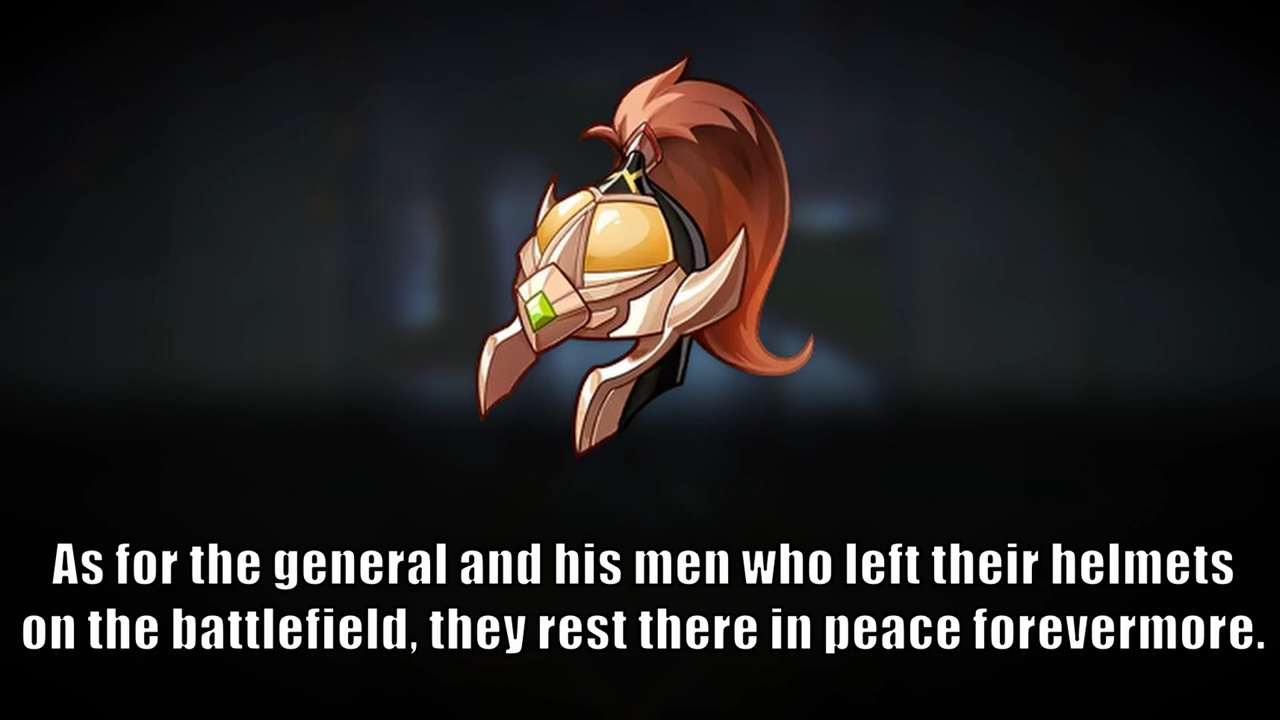 As for the general and his men who left their helmets
on the battlefield, they rest there in peace forevermore.